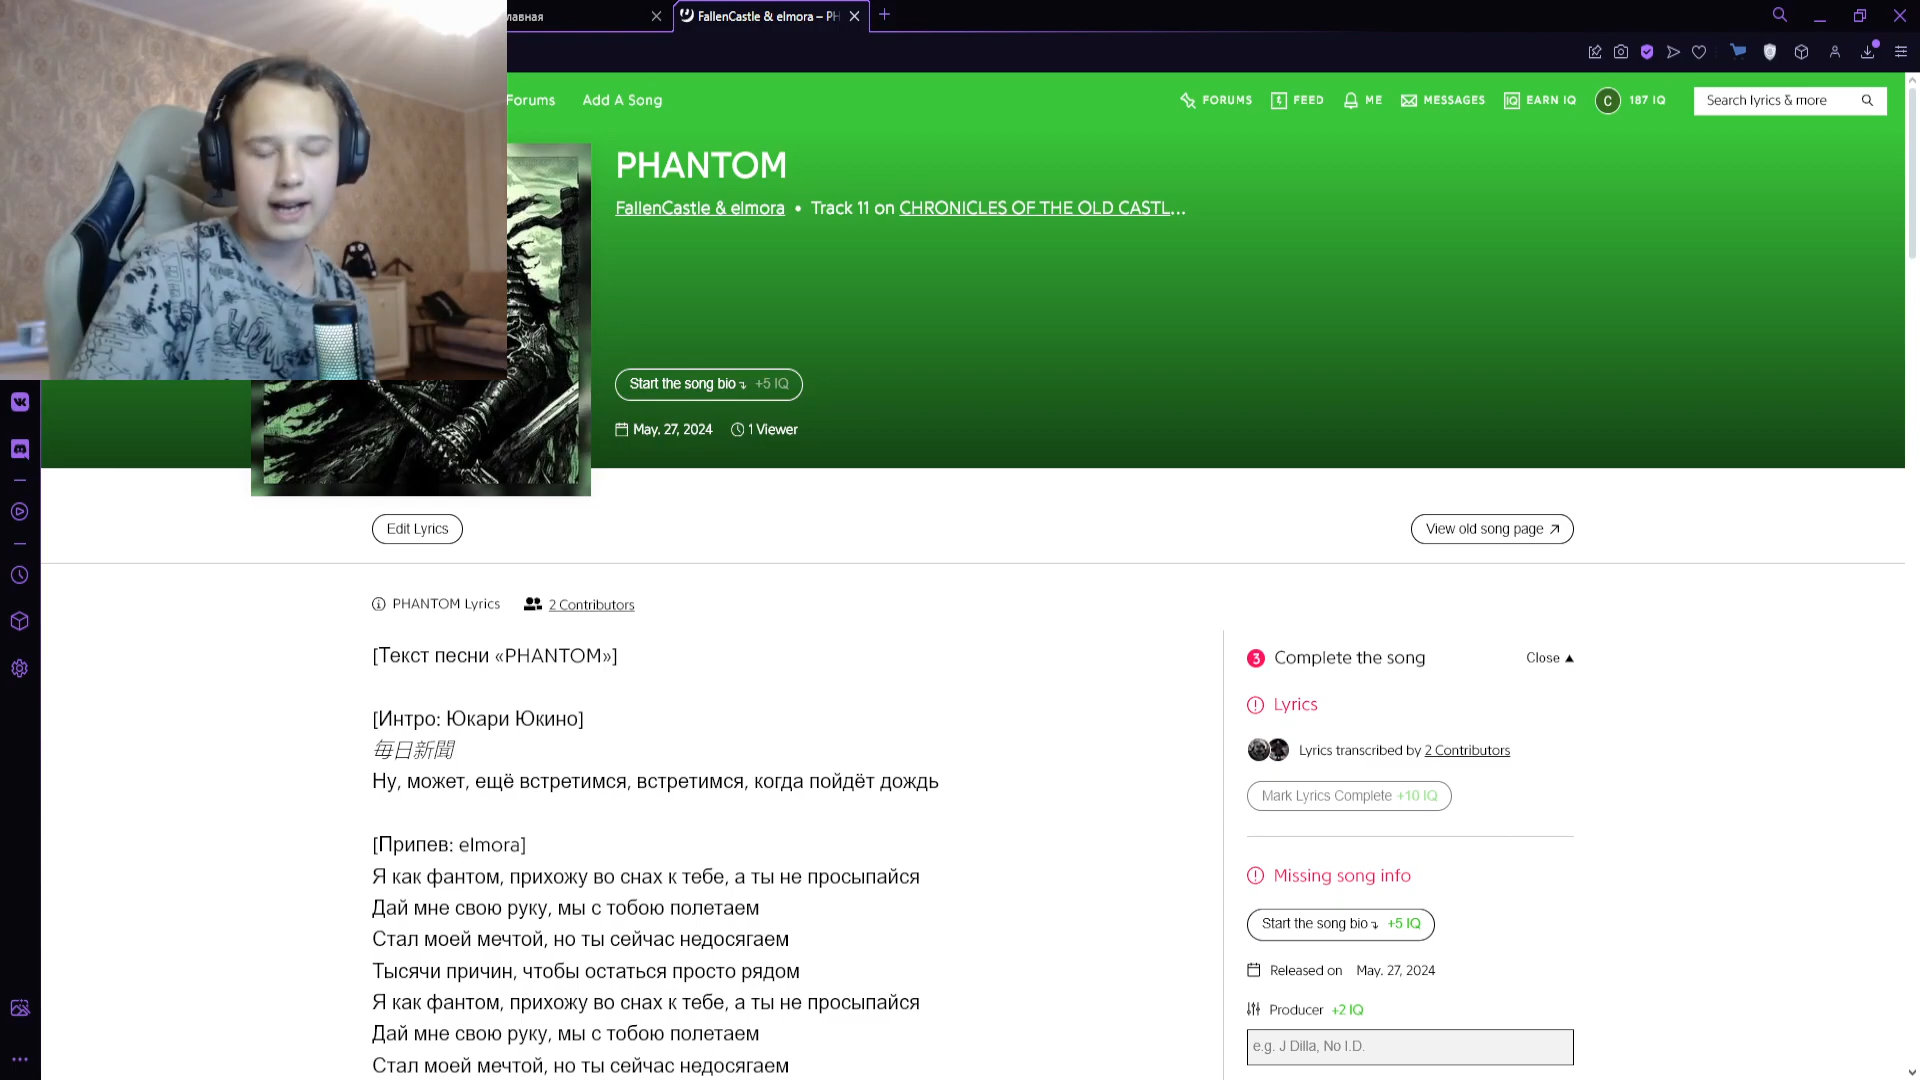 лавная
FallenCastle & elmora – PH
Forums
Add A Song
FORUMS
FEED
ME
MESSAGES
EARN IQ
C
187 IQ
Search lyrics & more
PHANTOM
FallenCastle & elmora • Track 11 on CHRONICLES OF THE OLD CASTL...
Start the song bio +5 IQ
May. 27, 2024
1 Viewer
Edit Lyrics
View old song page
PHANTOM Lyrics
2 Contributors
[Текст песни «PHANTOM»]
[Интро: Юкари Юкино]
毎日新聞
Ну, может, ещё встретимся, встретимся, когда пойдёт дождь
[Припев: elmora]
Я как фантом, прихожу во снах к тебе, а ты не просыпайся
Дай мне свою руку, мы с тобою полетаем
Стал моей мечтой, но ты сейчас недосягаем
Тысячи причин, чтобы остаться просто рядом
Я как фантом, прихожу во снах к тебе, а ты не просыпайся
Дай мне свою руку, мы с тобою полетаем
Стал моей мечтой, но ты сейчас недосягаем
3 Complete the song
Close
Lyrics
Lyrics transcribed by 2 Contributors
Mark Lyrics Complete +10 IQ
Missing song info
Start the song bio +5 IQ
Released on May. 27, 2024
Producer +2 IQ
e.g. J Dilla, No I.D.